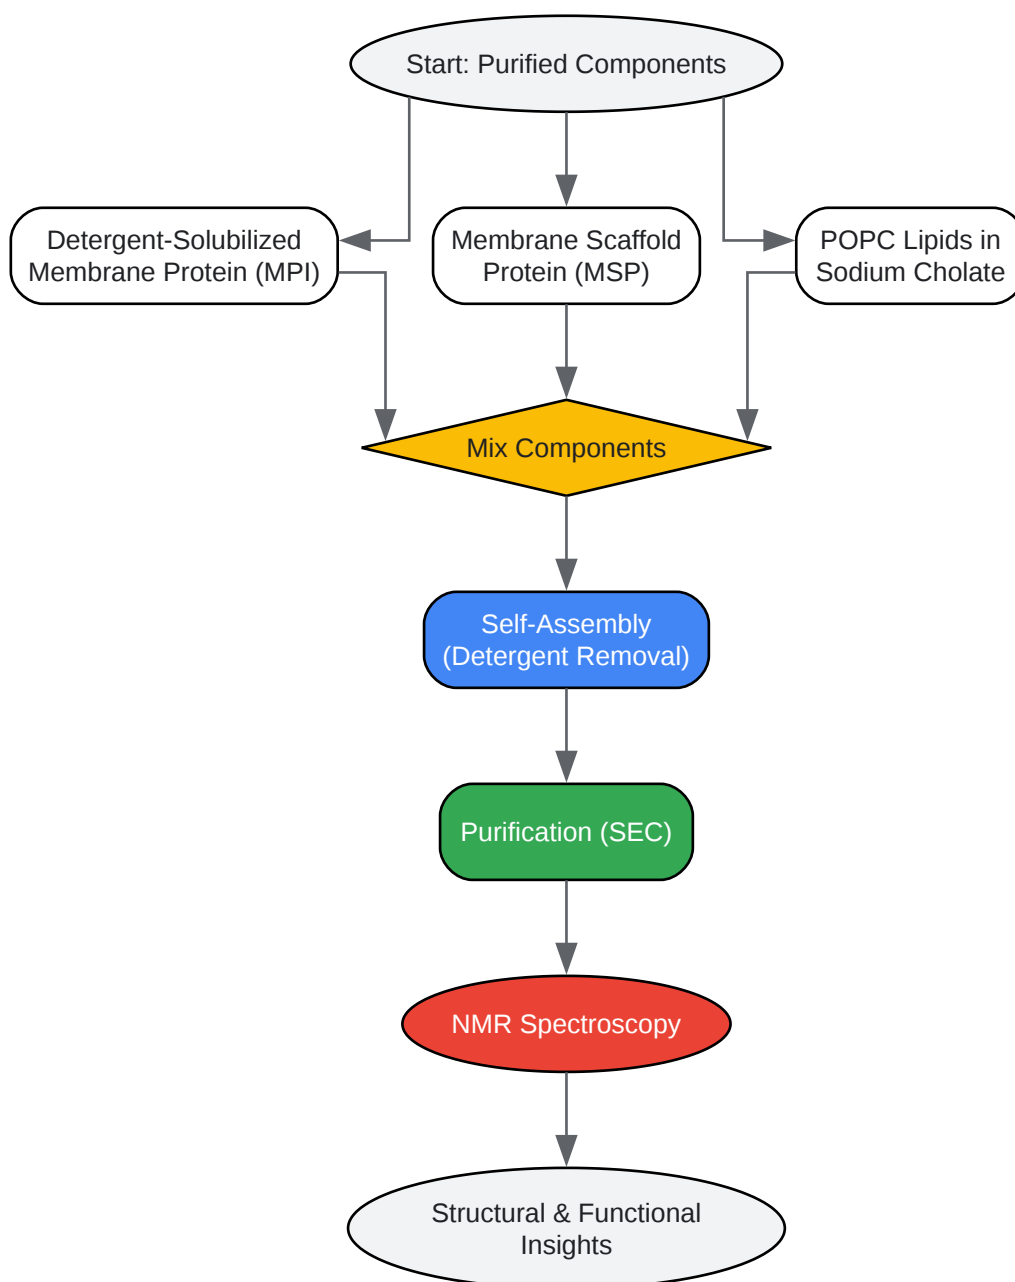 Start: Purified Components
Detergent-Solubilized
Membrane Protein (MPI)
Membrane Scaffold
Protein (MSP)
POPC Lipids in
Sodium Cholate
Mix Components
Self-Assembly
(Detergent Removal)
Purification (SEC)
NMR Spectroscopy
Structural & Functional
Insights